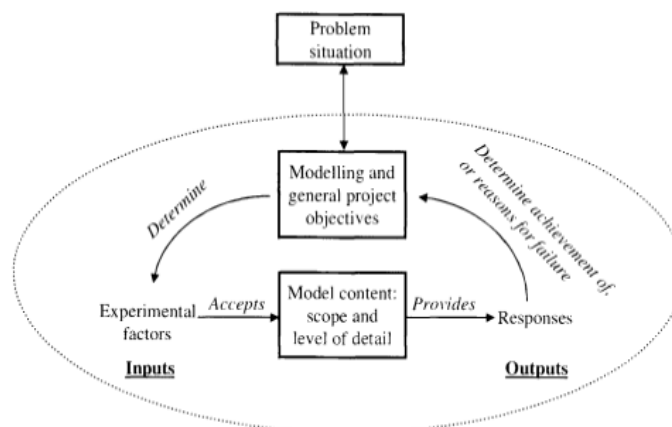 Problem
situation
Modelling and
general project
objectives
Determine
Determine achievement of,
or reasons for failure
Experimental
factors
Accepts
Model content:
scope and
level of detail
Provides
Responses
Inputs
Outputs